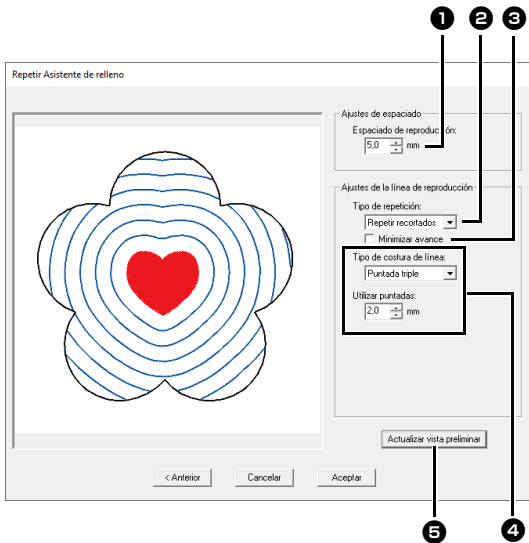 1 2 3
Repetir Asistente de relleno
Ajustes de espaciado
Espaciado de reproducción:
5,0 mm
Ajustes de la línea de reproducción
Tipo de repetición:
Repetir recortados
Minimizar avance
Tipo de costura de línea:
Puntada triple
Utilizar puntadas:
2,0 mm
Actualizar vista preliminar
< Anterior Cancelar Aceptar
5 4